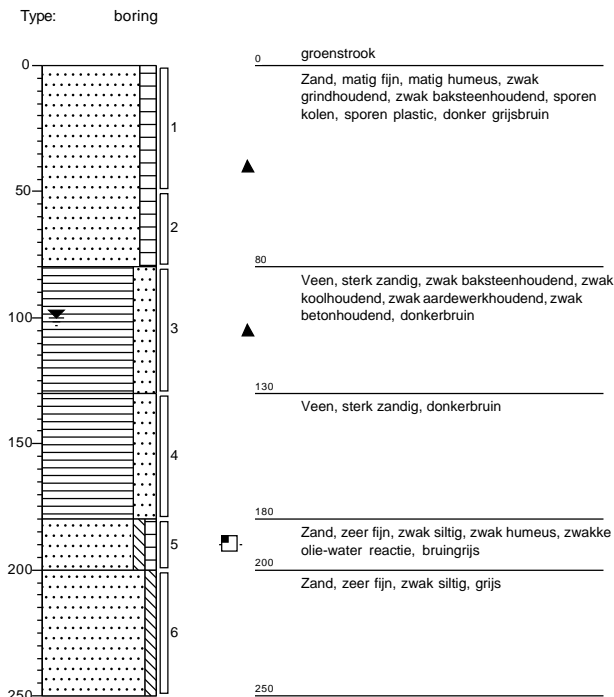 Type: boring
0
50
100
150
200
250
1
2
3
4
5
6
0 groenstrook
Zand, matig fijn, matig humeus, zwak
grindhoudend, zwak baksteenhoudend, sporen
kolen, sporen plastic, donker grijsbruin
80
Veen, sterk zandig, zwak baksteenhoudend, zwak
koolhoudend, zwak aardewerkhoudend, zwak
betonhoudend, donkerbruin
130
Veen, sterk zandig, donkerbruin
180
Zand, zeer fijn, zwak siltig, zwak humeus, zwakke
olie-water reactie, bruingrijs
200
Zand, zeer fijn, zwak siltig, grijs
250